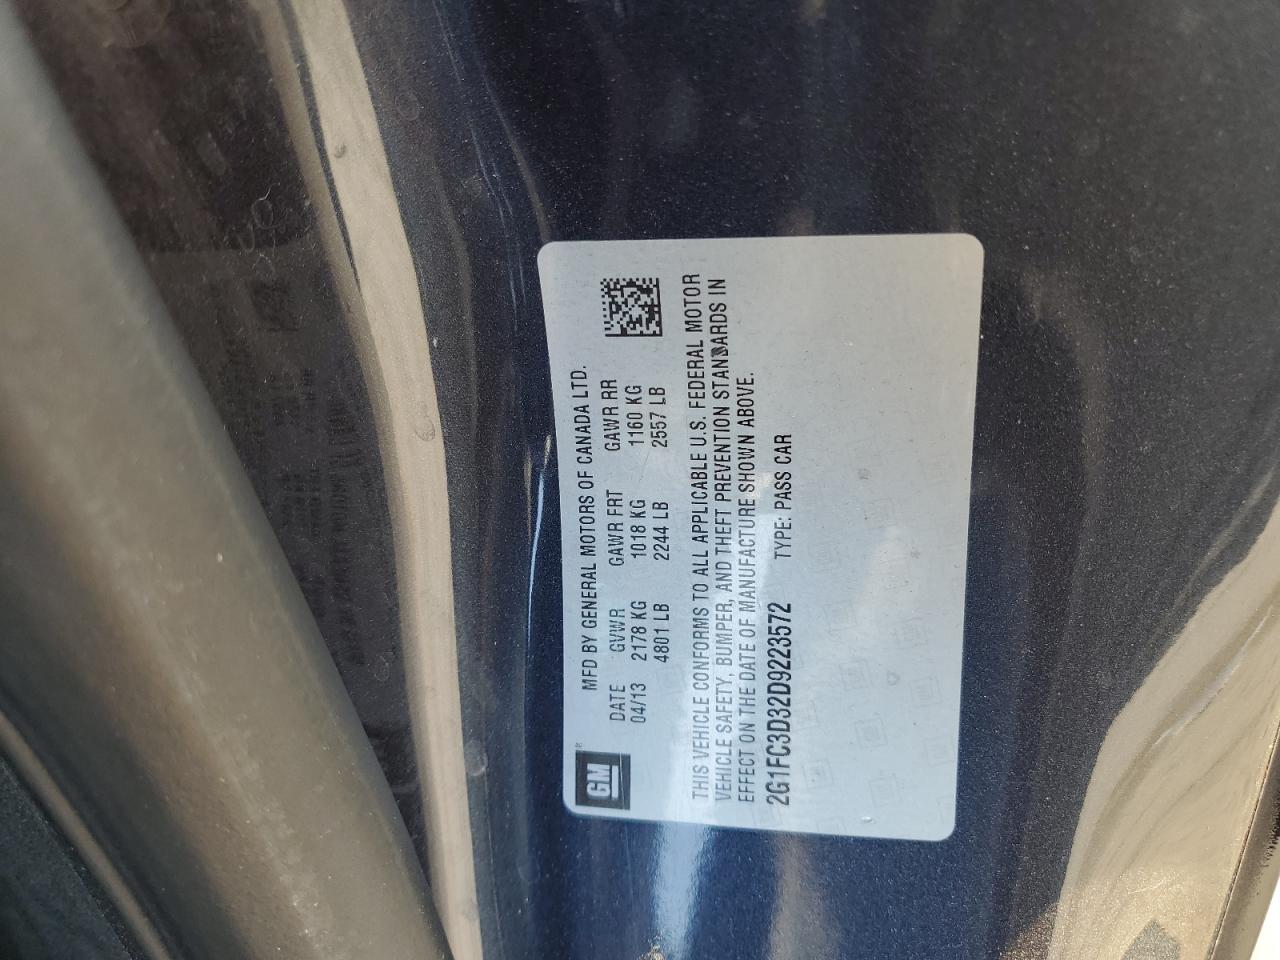 GM
MFD BY GENERAL MOTORS OF CANADA LTD.
DATE GVWR GAWR FRT GAWR RR
04/13 2178 KG 1018 KG 1160 KG
4801 LB 2244 LB 2557 LB
THIS VEHICLE CONFORMS TO ALL APPLICABLE U.S. FEDERAL MOTOR
VEHICLE SAFETY, BUMPER, AND THEFT PREVENTION STANDARDS IN
EFFECT ON THE DATE OF MANUFACTURE SHOWN ABOVE.
2G1FC3D32D9223572 TYPE: PASS CAR